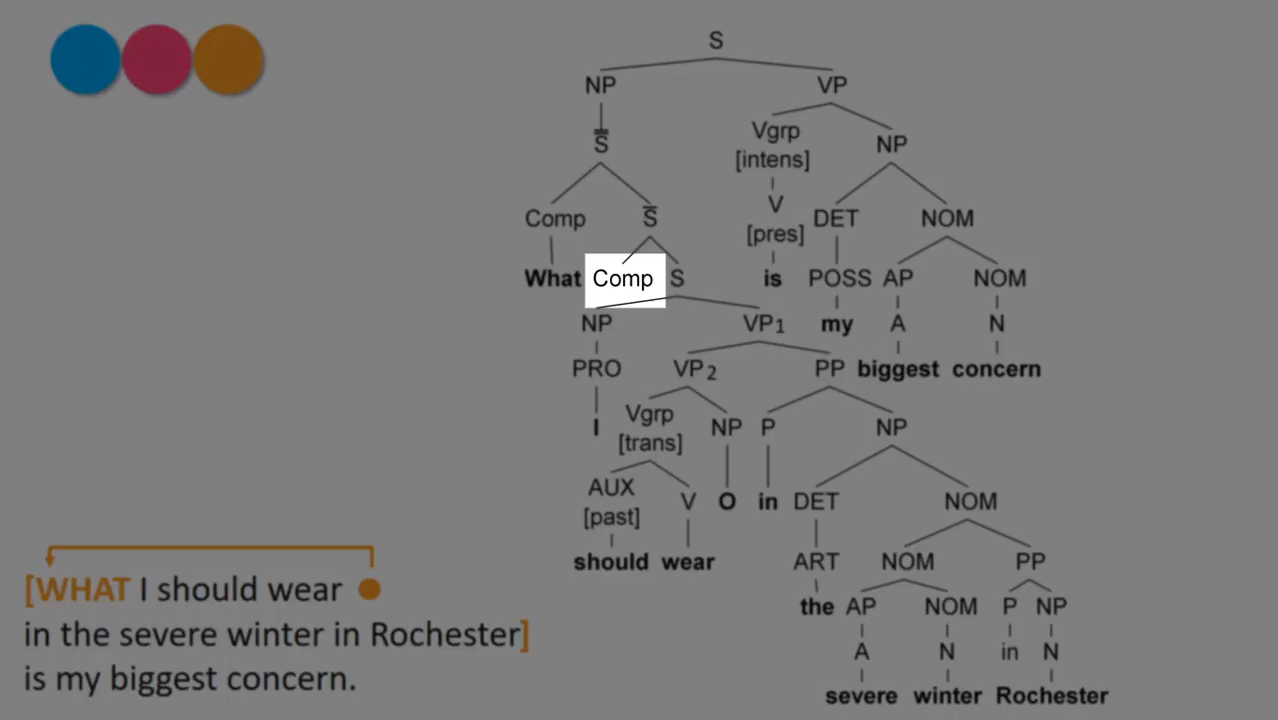 S
NP VP
S Vgrp NP
[intens]
Comp S V DET NOM
[pres]
What Comp S is POSS AP NOM
NP VP1 my A N
PRO VP2 PP biggest concern
I Vgrp NP P NP
[trans]
AUX V O in DET NOM
[past]
should wear ART NOM PP
the AP NOM P NP
A N in N
severe winter Rochester
[WHAT I should wear
in the severe winter in Rochester]
is my biggest concern.